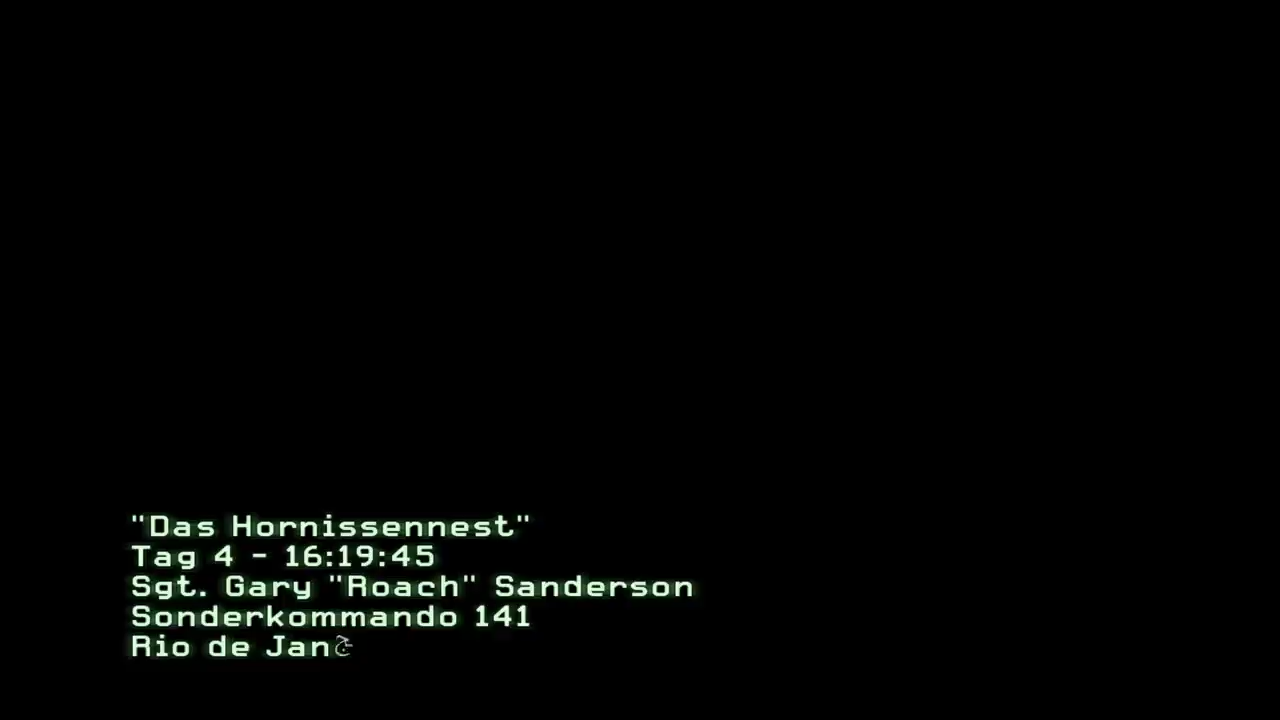 "Das Hornissennest"
Tag 4 - 16:19:45
Sgt. Gary "Roach" Sanderson
Sonderkommando 141
Rio de Jan